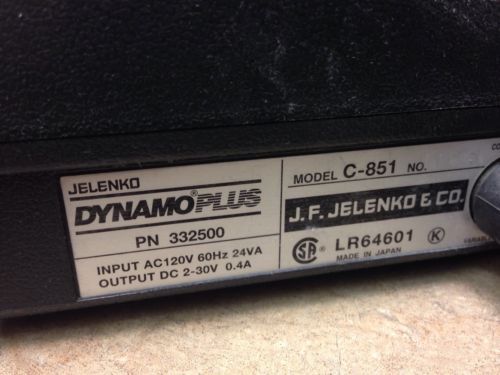 JELENKO
DYNAMO® PLUS
PN 332500
INPUT AC120V 60Hz 24VA
OUTPUT DC 2-30V 0.4A
MODEL C-851 NO.
J.F. JELENKO & CO.
SA ® LR64601 K
MADE IN JAPAN